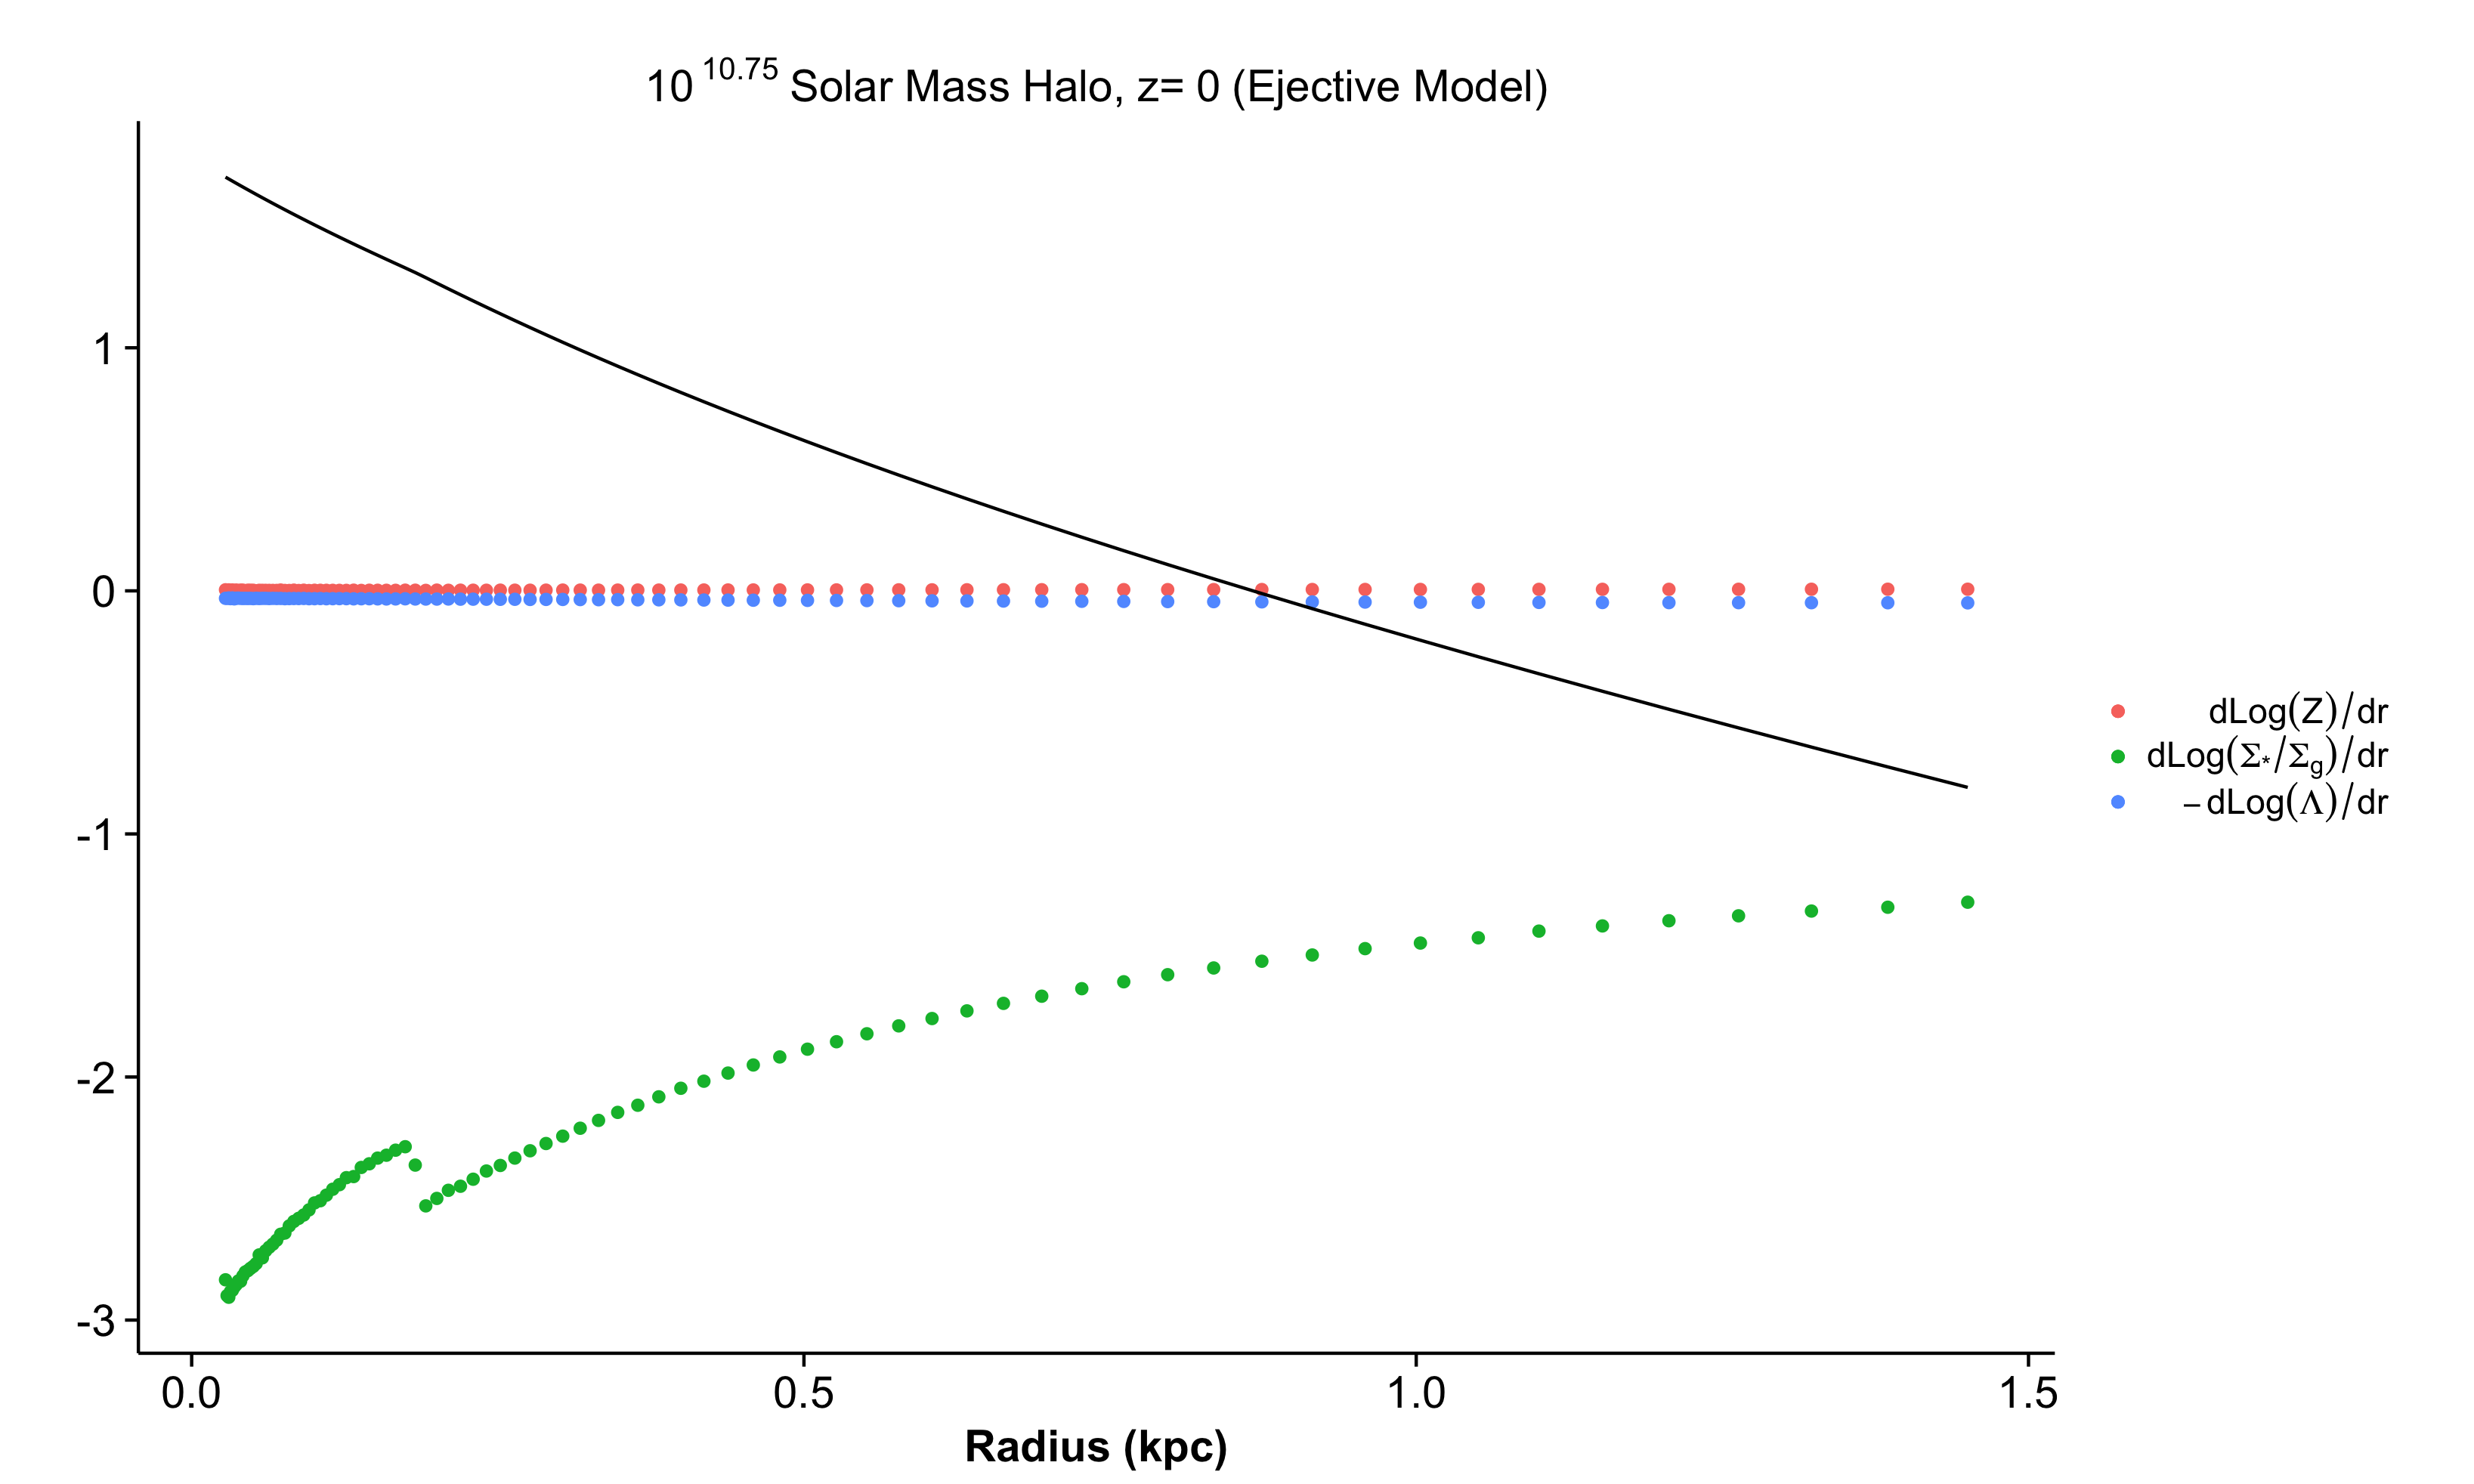 10^10.75 Solar Mass Halo, z= 0 (Ejective Model)
1
0
-1
-2
-3
0.0 0.5 1.0 1.5
Radius (kpc)
dLog(Z)/dr
dLog(Σ*/Σg)/dr
– dLog(Λ)/dr